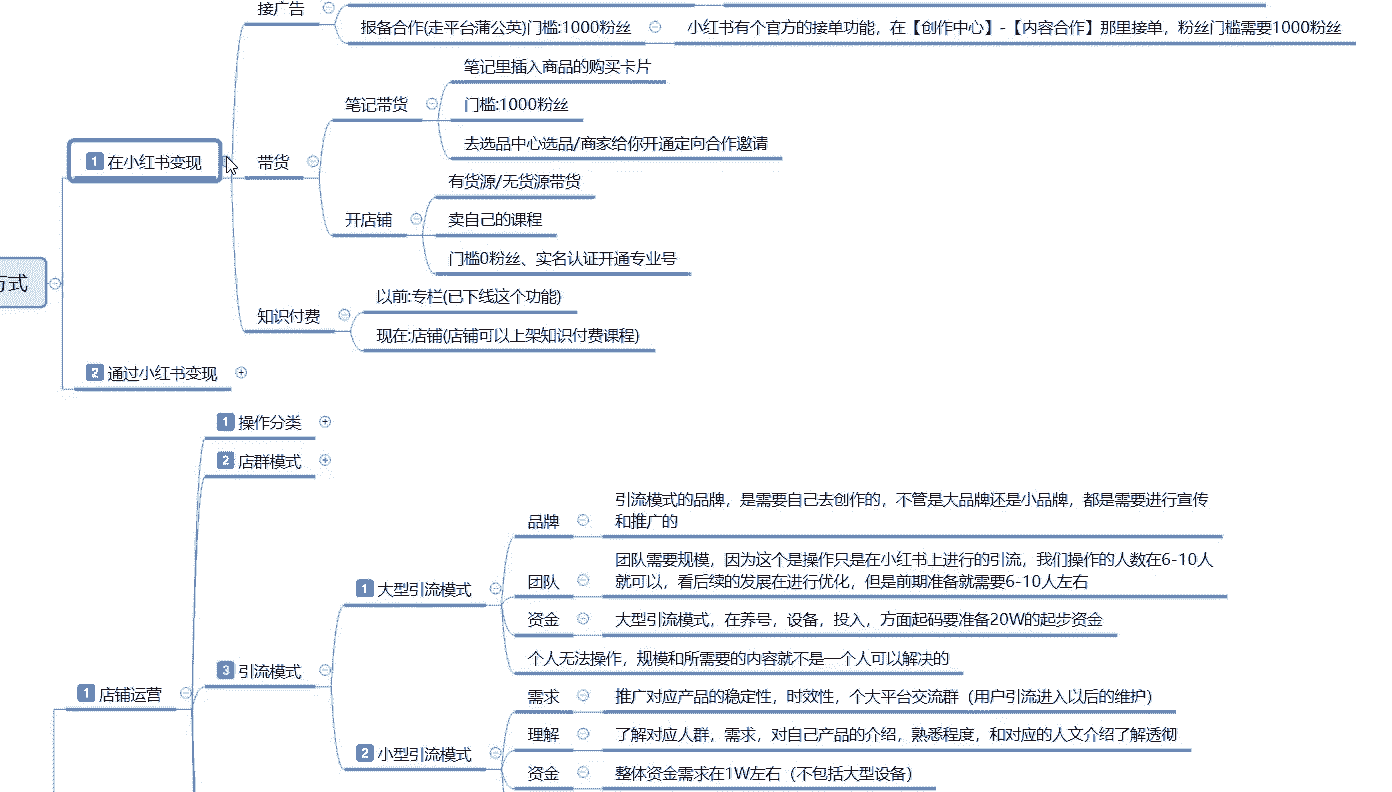 接广告
报备合作(走平台蒲公英)门槛:1000粉丝
小红书有个官方的接单功能，在【创作中心】-【内容合作】那里接单，粉丝门槛需要1000粉丝
笔记里插入商品的购买卡片
笔记带货
门槛:1000粉丝
去选品中心选品/商家给你开通定向合作邀请
1 在小红书变现
带货
有货源/无货源带货
开店铺
卖自己的课程
门槛0粉丝、实名认证开通专业号
方式
以前:专栏(已下线这个功能)
知识付费
现在:店铺(店铺可以上架知识付费课程)
2 通过小红书变现
1 操作分类
2 店群模式
引流模式的品牌，是需要自己去创作的，不管是大品牌还是小品牌，都是需要进行宣传
和推广的
品牌
团队需要规模，因为这个是操作只是在小红书上进行的引流，我们操作的人数在6-10人
就可以，看后续的发展在进行优化，但是前期准备就需要6-10人左右
团队
1 大型引流模式
资金
大型引流模式，在养号，设备，投入，方面起码要准备20W的起步资金
个人无法操作，规模和所需要的内容就不是一个人可以解决的
3 引流模式
1 店铺运营
需求
推广对应产品的稳定性，时效性，个大平台交流群（用户引流进入以后的维护）
理解
了解对应人群，需求，对自己产品的介绍，熟悉程度，和对应的人文介绍了解透彻
2 小型引流模式
资金
整体资金需求在1W左右（不包括大型设备）